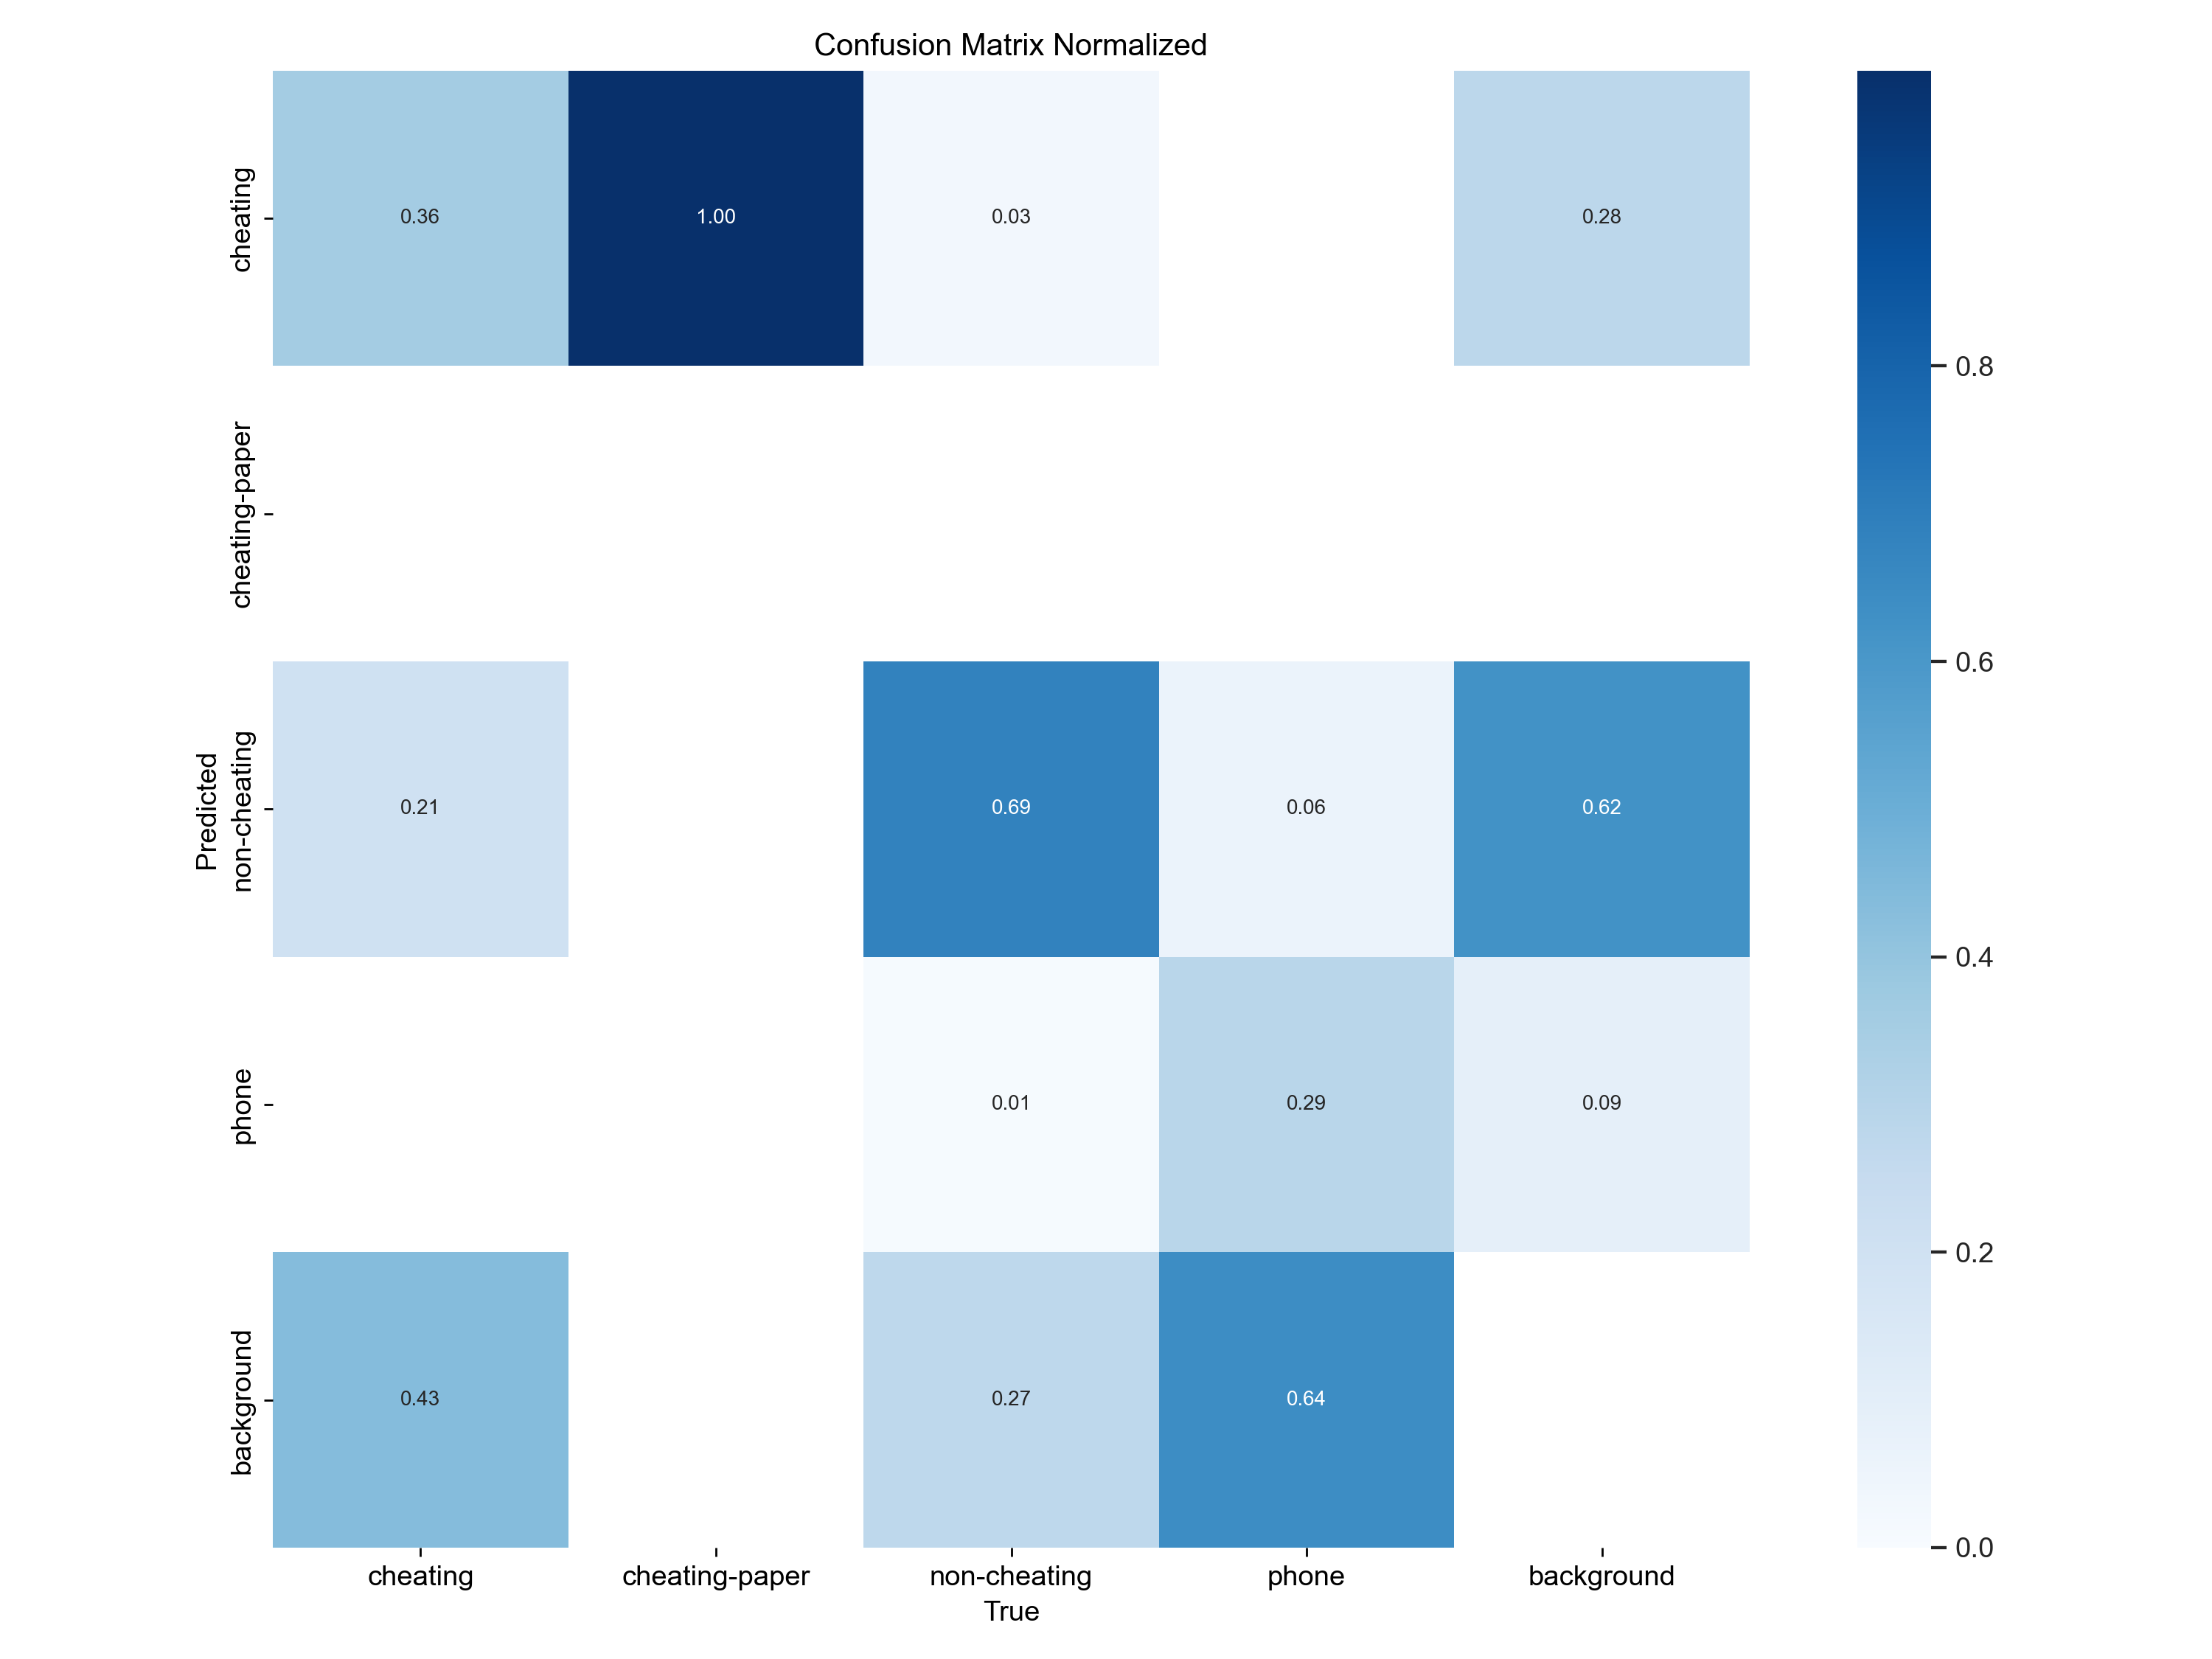 Confusion Matrix Normalized
cheating
0.36 1.00 0.03 0.28
0.8
cheating-paper
0.6
Predicted
non-cheating
0.21 0.69 0.06 0.62
0.4
phone
0.01 0.29 0.09
0.2
background
0.43 0.27 0.64
0.0
cheating cheating-paper non-cheating phone background
True